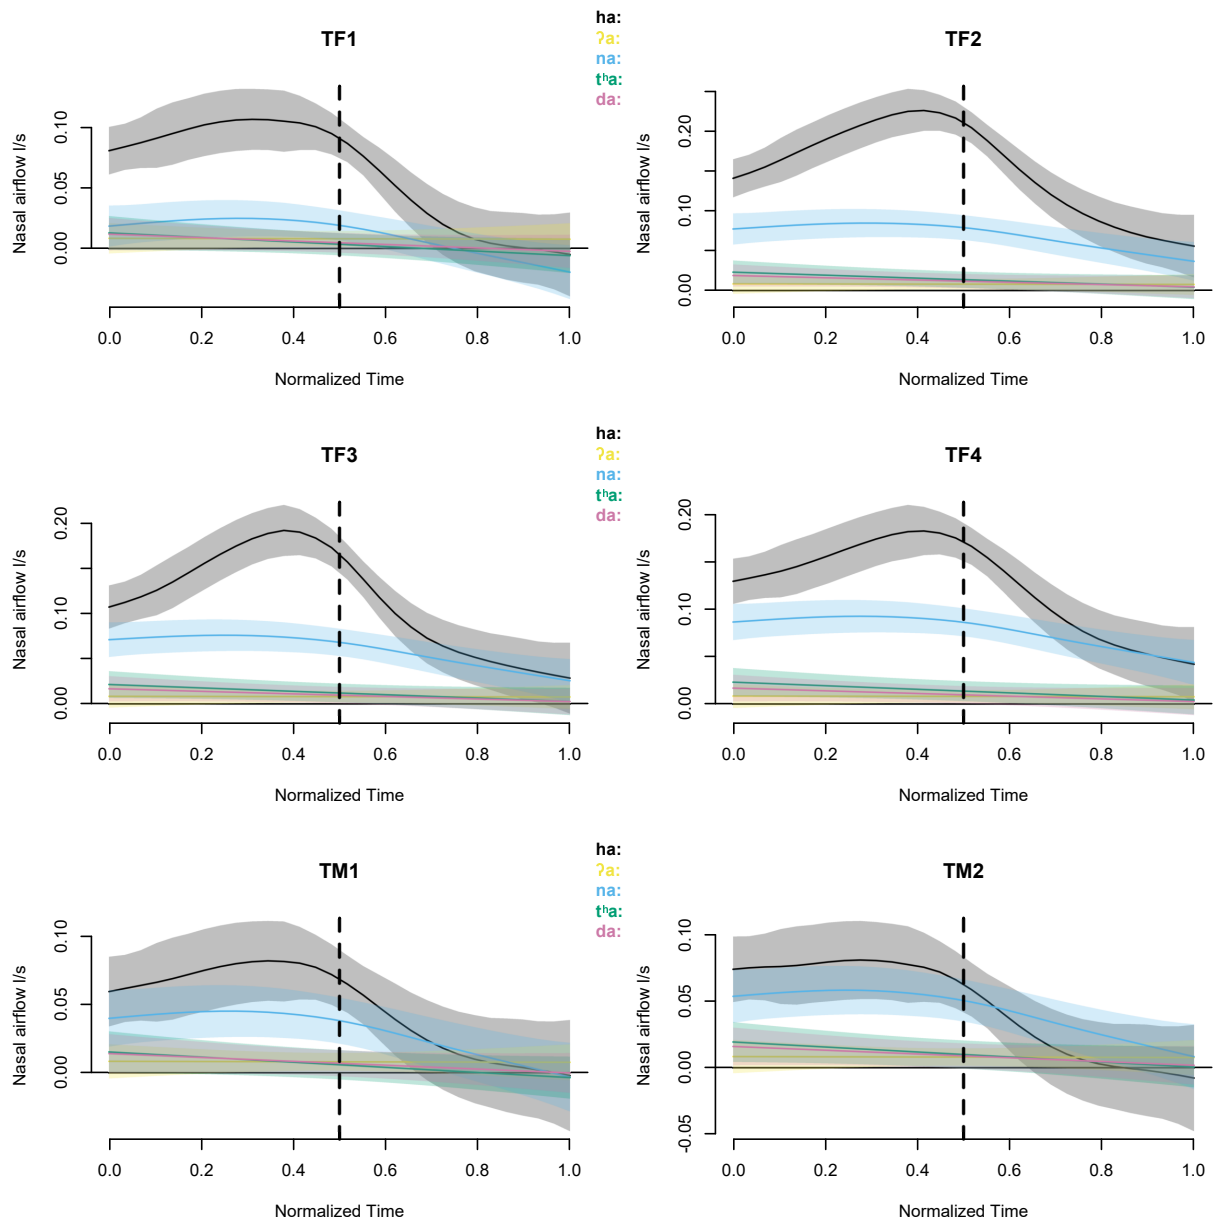 TF1
Nasal airflow l/s
0.10
0.05
0.00
0.0 0.2 0.4 0.6 0.8 1.0
Normalized Time
ha:
ʔa:
na:
tʰa:
da:
TF2
Nasal airflow l/s
0.20
0.10
0.00
0.0 0.2 0.4 0.6 0.8 1.0
Normalized Time
TF3
Nasal airflow l/s
0.20
0.10
0.00
0.0 0.2 0.4 0.6 0.8 1.0
Normalized Time
ha:
ʔa:
na:
tʰa:
da:
TF4
Nasal airflow l/s
0.20
0.10
0.00
0.0 0.2 0.4 0.6 0.8 1.0
Normalized Time
TM1
Nasal airflow l/s
0.10
0.05
0.00
0.0 0.2 0.4 0.6 0.8 1.0
Normalized Time
ha:
ʔa:
na:
tʰa:
da:
TM2
Nasal airflow l/s
0.10
0.05
0.00
-0.05
0.0 0.2 0.4 0.6 0.8 1.0
Normalized Time